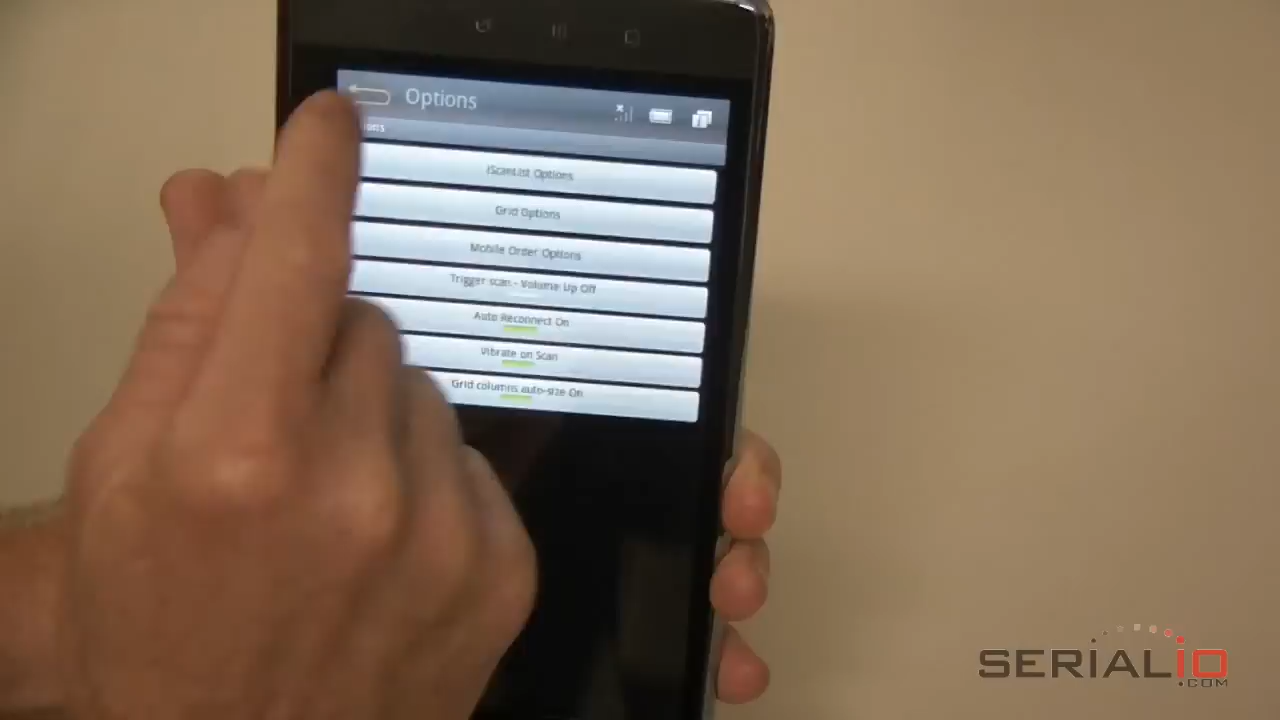 Options
iScanList Options
Grid Options
Mobile Order Options
Trigger scan - Volume Up Off
Auto Reconnect On
Vibrate on Scan
Grid columns auto-size On
SERIALIO
.COM